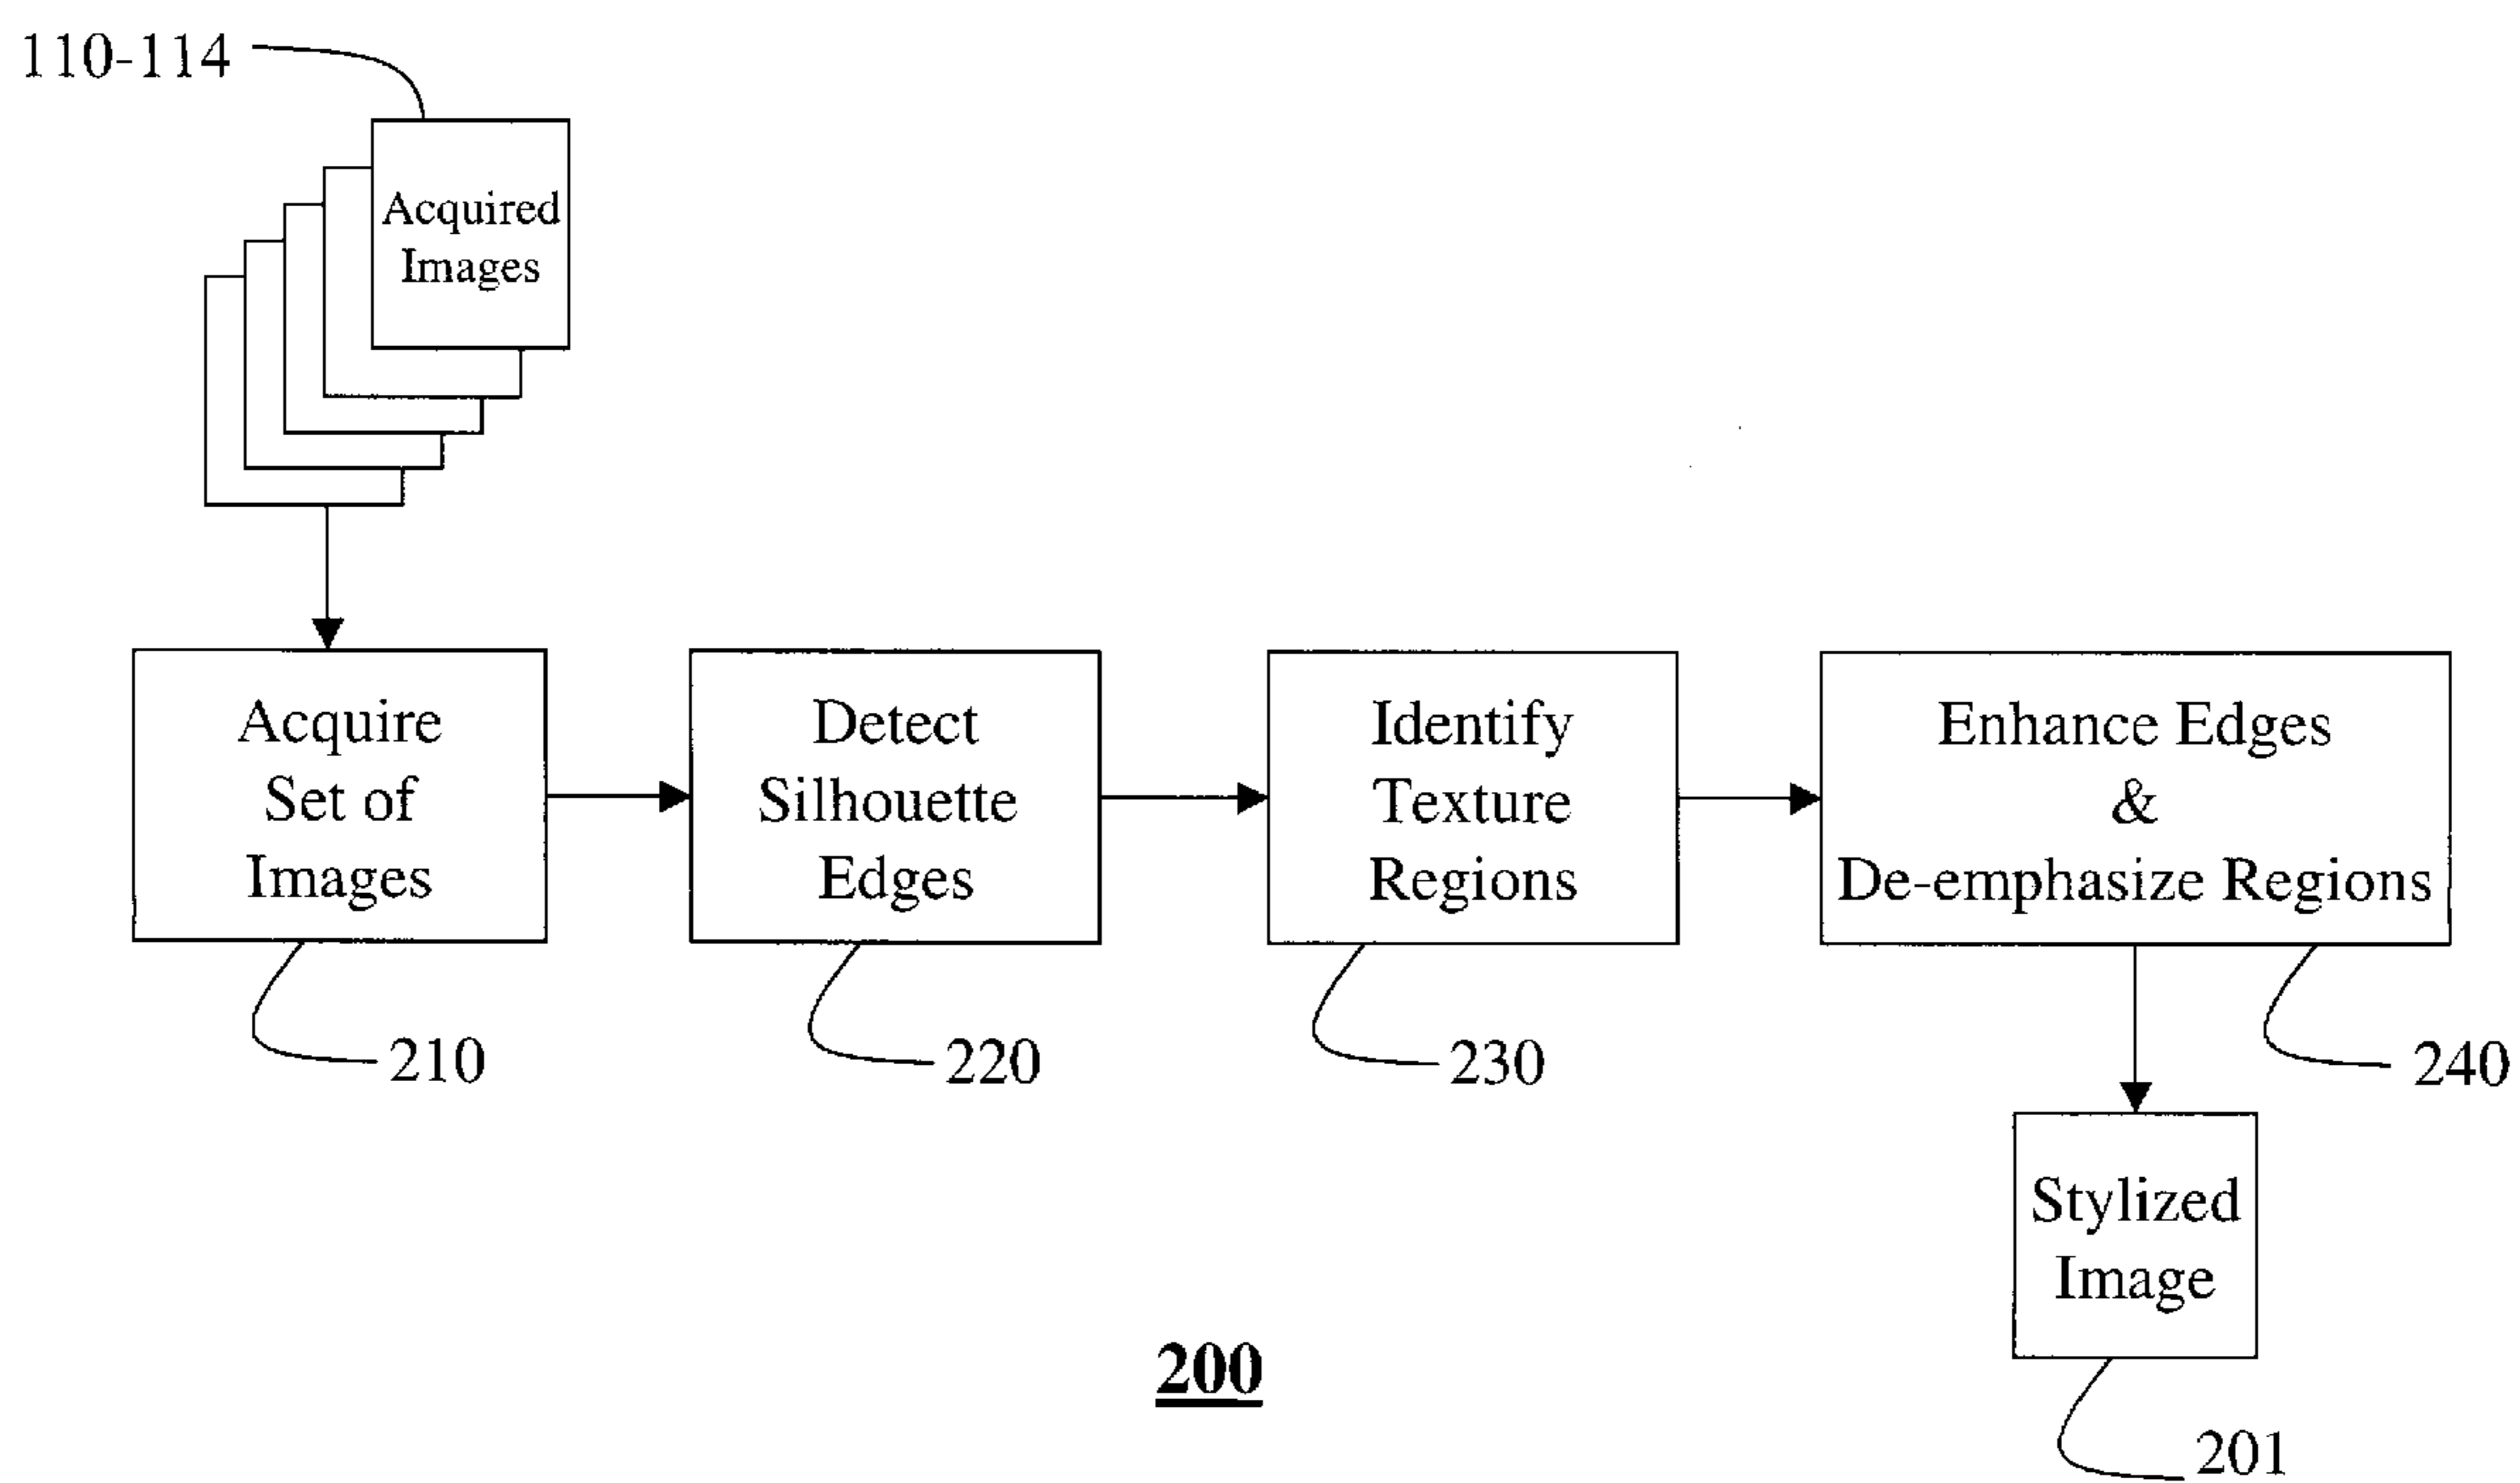 110-114
Acquired
Images
Acquire
Set of
Images
Detect
Silhouette
Edges
Identify
Texture
Regions
Enhance Edges
&
De-emphasize Regions
210
220
230
240
Stylized
Image
200
201